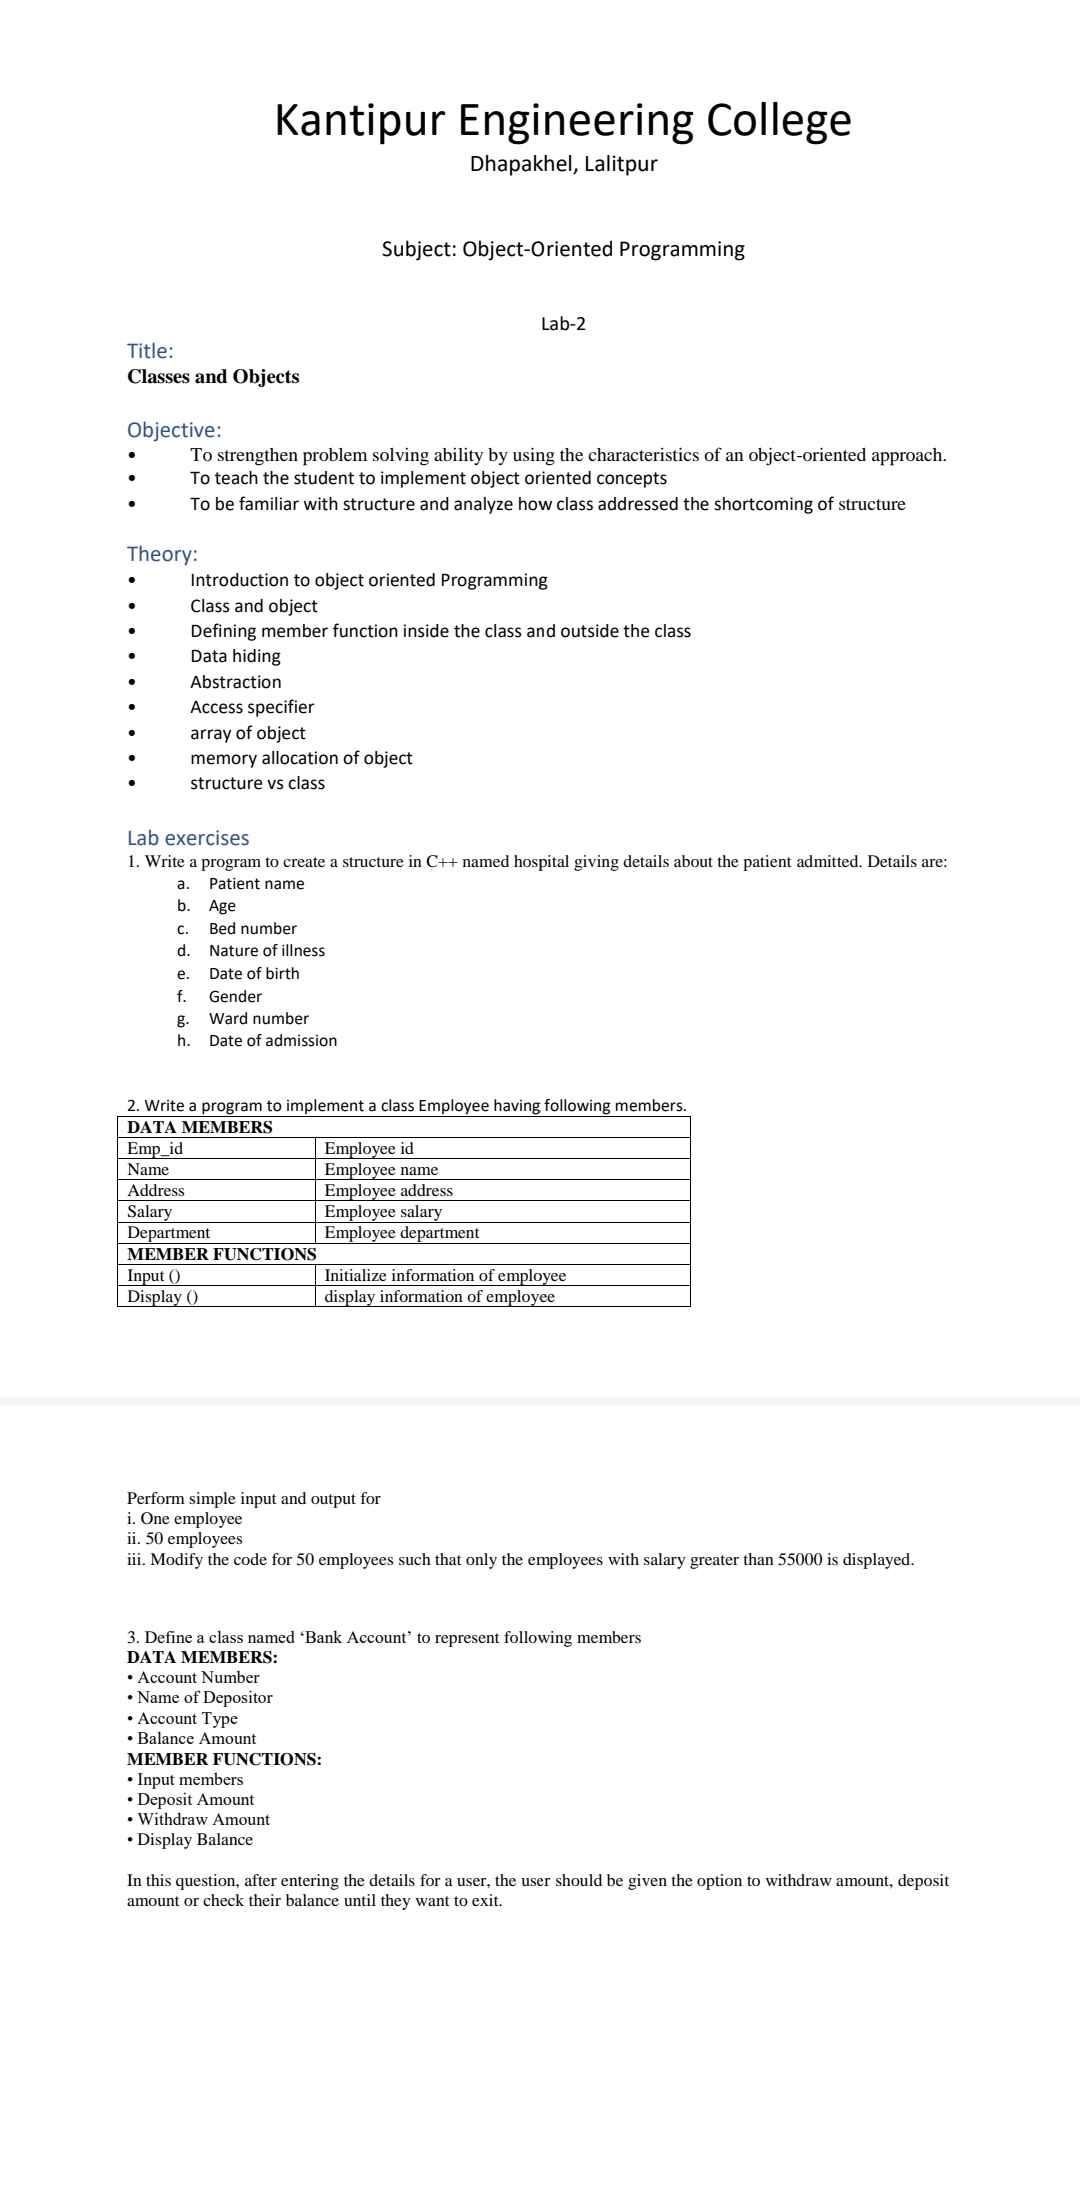 Kantipur Engineering College
Dhapakhel, Lalitpur
Subject: Object-Oriented Programming
Lab-2
Title:
Classes and Objects
Objective:
• To strengthen problem solving ability by using the characteristics of an object-oriented approach.
• To teach the student to implement object oriented concepts
• To be familiar with structure and analyze how class addressed the shortcoming of structure
Theory:
• Introduction to object oriented Programming
• Class and object
• Defining member function inside the class and outside the class
• Data hiding
• Abstraction
• Access specifier
• array of object
• memory allocation of object
• structure vs class
Lab exercises
1. Write a program to create a structure in C++ named hospital giving details about the patient admitted. Details are:
a. Patient name
b. Age
c. Bed number
d. Nature of illness
e. Date of birth
f. Gender
g. Ward number
h. Date of admission
2. Write a program to implement a class Employee having following members.
DATA MEMBERS
Emp_id Employee id
Name Employee name
Address Employee address
Salary Employee salary
Department Employee department
MEMBER FUNCTIONS
Input () Initialize information of employee
Display () display information of employee
Perform simple input and output for
i. One employee
ii. 50 employees
iii. Modify the code for 50 employees such that only the employees with salary greater than 55000 is displayed.
3. Define a class named ‘Bank Account’ to represent following members
DATA MEMBERS:
• Account Number
• Name of Depositor
• Account Type
• Balance Amount
MEMBER FUNCTIONS:
• Input members
• Deposit Amount
• Withdraw Amount
• Display Balance
In this question, after entering the details for a user, the user should be given the option to withdraw amount, deposit
amount or check their balance until they want to exit.